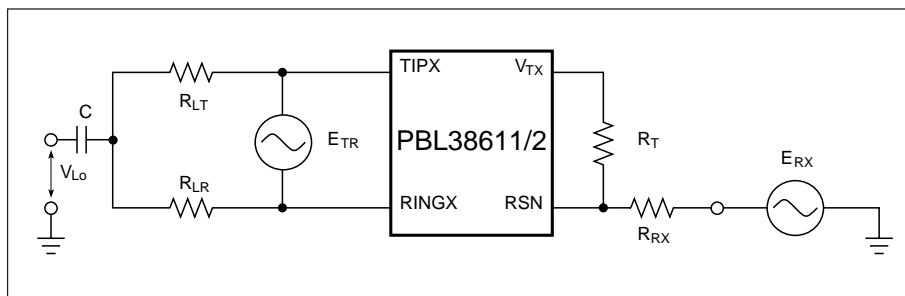 TIPX
V_TX
C
R_LT
V_Lo
E_TR
PBL38611/2
R_T
E_RX
R_LR
RINGX
RSN
R_RX